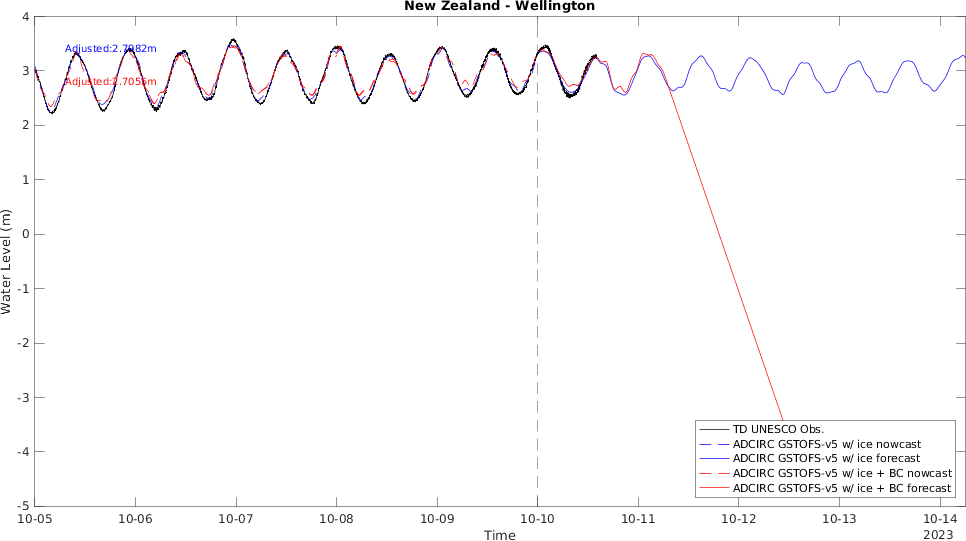 New Zealand - Wellington
4
3
2
1
0
-1
-2
-3
-4
-5
Water Level (m)
Adjusted:2.7982m
Adjusted:2.7055m
TD UNESCO Obs.
ADCIRC GSTOFS-v5 w/ ice nowcast
ADCIRC GSTOFS-v5 w/ ice forecast
ADCIRC GSTOFS-v5 w/ ice + BC nowcast
ADCIRC GSTOFS-v5 w/ ice + BC forecast
10-05 10-06 10-07 10-08 10-09 10-10 10-11 10-12 10-13 10-14
Time 2023